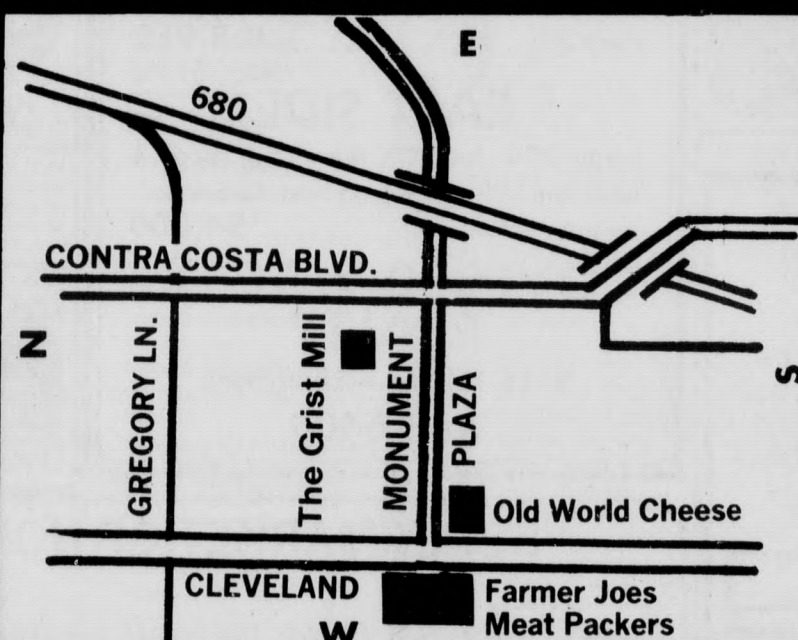 E
680
CONTRA COSTA BLVD.
N
GREGORY LN.
The Grist Mill
MONUMENT
PLAZA
S
Old World Cheese
CLEVELAND
Farmer Joes
Meat Packers
W